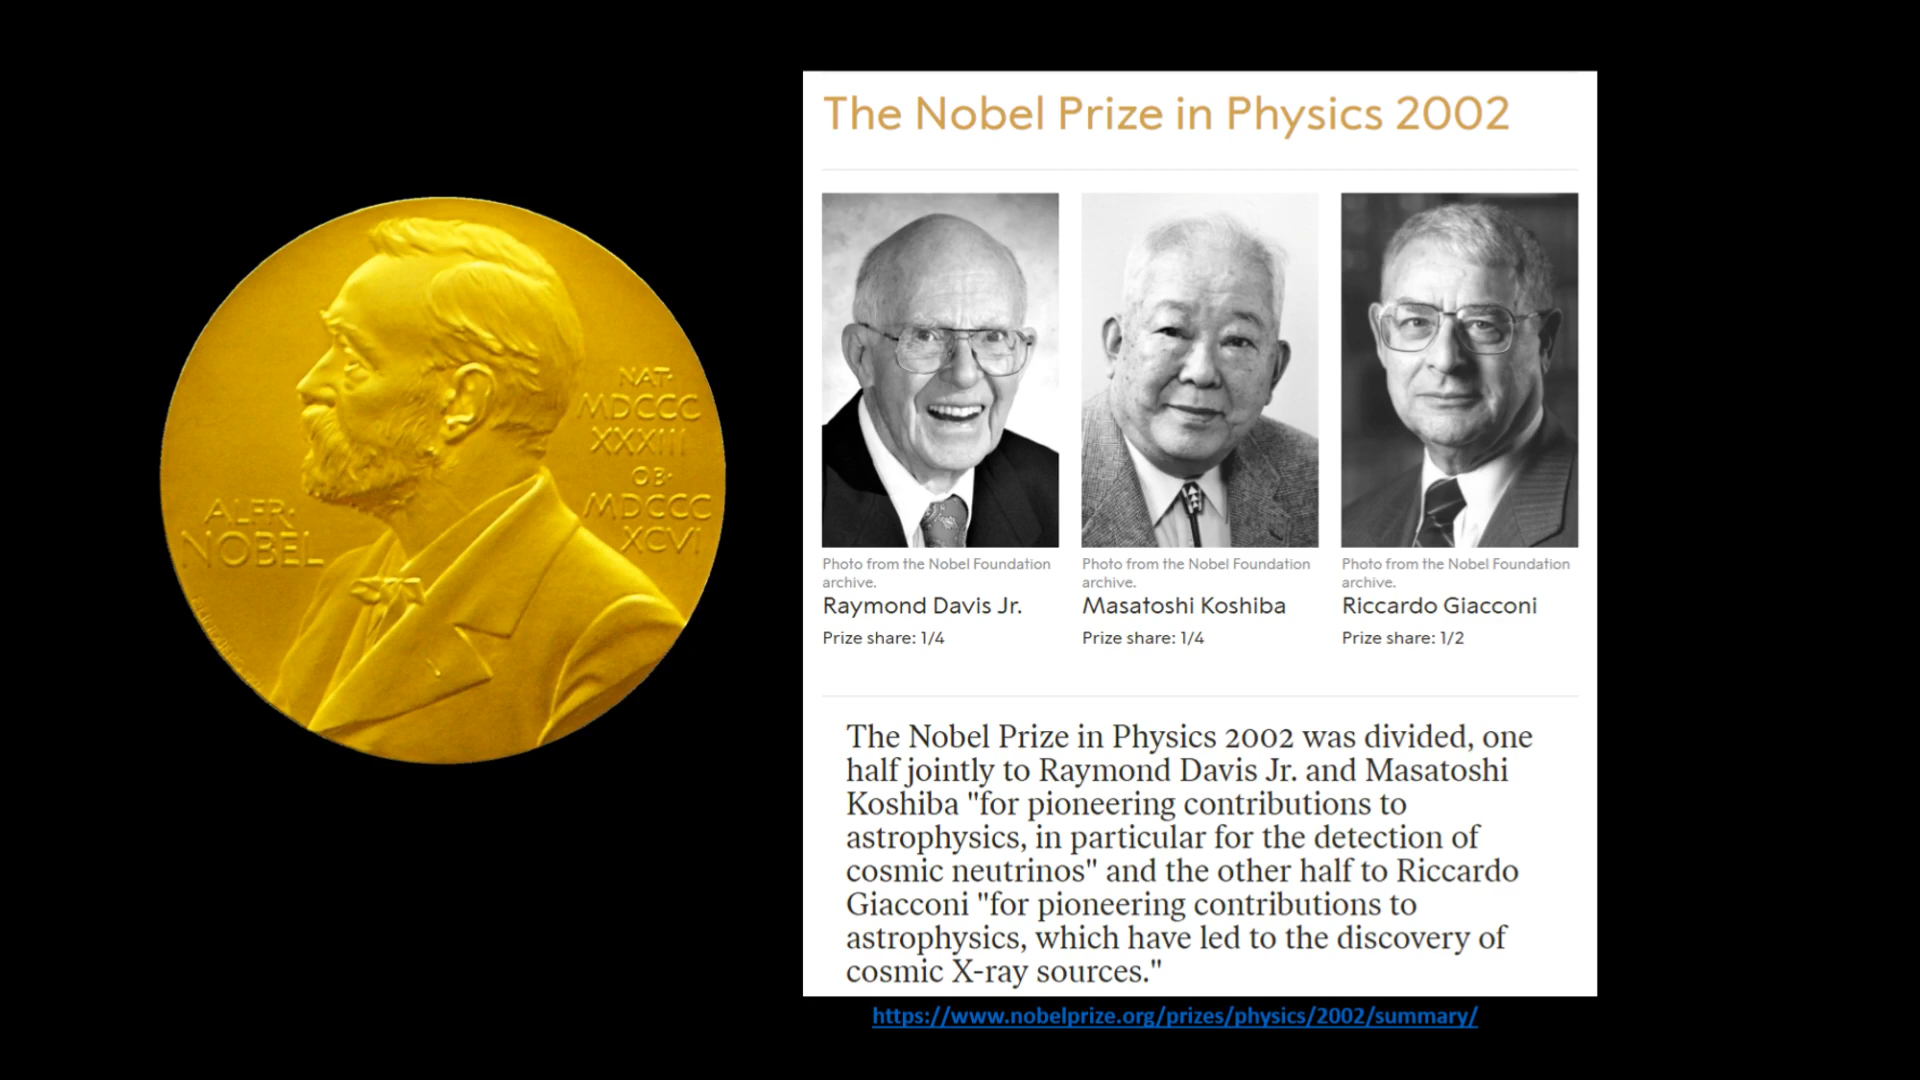 ALFR·
NOBEL
NAT·
MDCCC
XXXIII
OB·
MDCCC
XCVI
The Nobel Prize in Physics 2002
Photo from the Nobel Foundation
archive.
Raymond Davis Jr.
Prize share: 1/4
Photo from the Nobel Foundation
archive.
Masatoshi Koshiba
Prize share: 1/4
Photo from the Nobel Foundation
archive.
Riccardo Giacconi
Prize share: 1/2
The Nobel Prize in Physics 2002 was divided, one
half jointly to Raymond Davis Jr. and Masatoshi
Koshiba "for pioneering contributions to
astrophysics, in particular for the detection of
cosmic neutrinos" and the other half to Riccardo
Giacconi "for pioneering contributions to
astrophysics, which have led to the discovery of
cosmic X-ray sources."
https://www.nobelprize.org/prizes/physics/2002/summary/